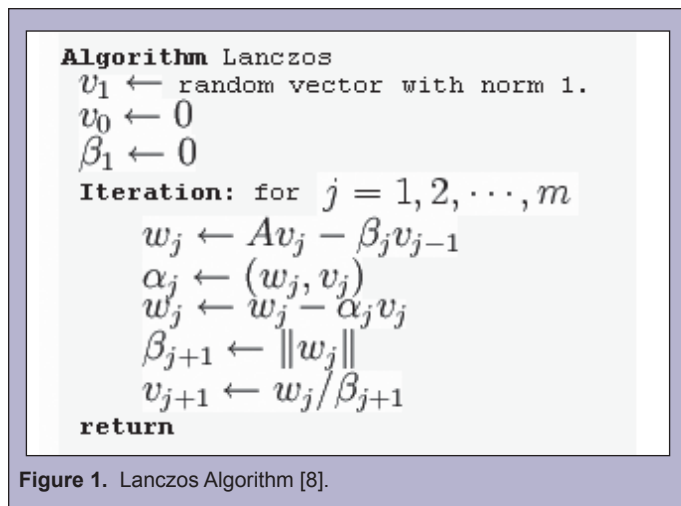 Algorithm Lanczos
v₁ ← random vector with norm 1.
v₀ ← 0
β₁ ← 0
Iteration: for j = 1, 2, ⋯, m
wⱼ ← Avⱼ − βⱼvⱼ₋₁
αⱼ ← (wⱼ, vⱼ)
wⱼ ← wⱼ − αⱼvⱼ
βⱼ₊₁ ← ‖wⱼ‖
vⱼ₊₁ ← wⱼ/βⱼ₊₁
return
Figure 1. Lanczos Algorithm [8].